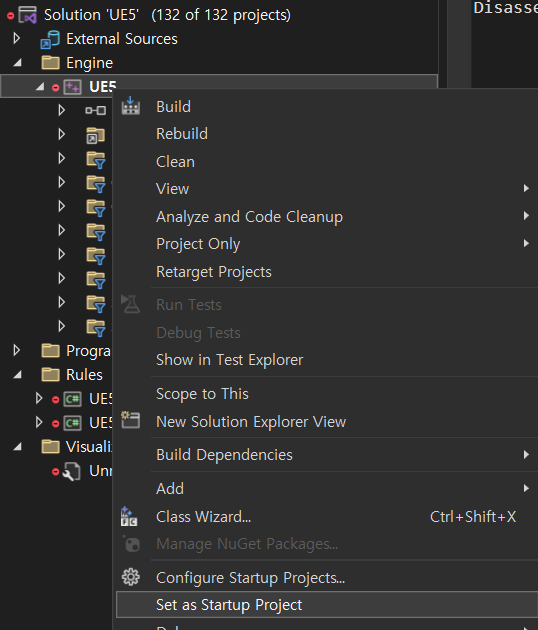 Disasse
Solution 'UE5' (132 of 132 projects)
External Sources
Engine
UE5
Build
Rebuild
Clean
View
Analyze and Code Cleanup
Project Only
Retarget Projects
Run Tests
Debug Tests
Show in Test Explorer
Progra
Rules
Scope to This
UE5
New Solution Explorer View
UE5
Visualiz
Build Dependencies
Unr
Add
Class Wizard... Ctrl+Shift+X
Manage NuGet Packages...
Configure Startup Projects...
Set as Startup Project